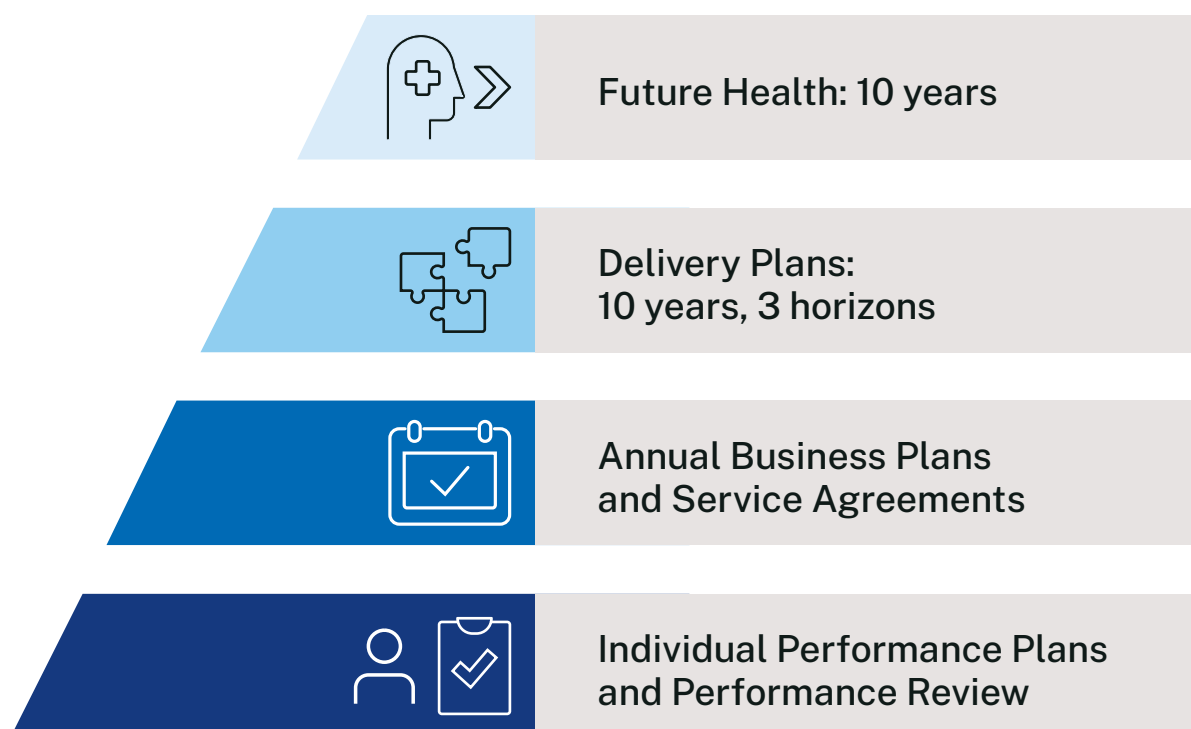 Future Health: 10 years
Delivery Plans:
10 years, 3 horizons
Annual Business Plans
and Service Agreements
Individual Performance Plans
and Performance Review